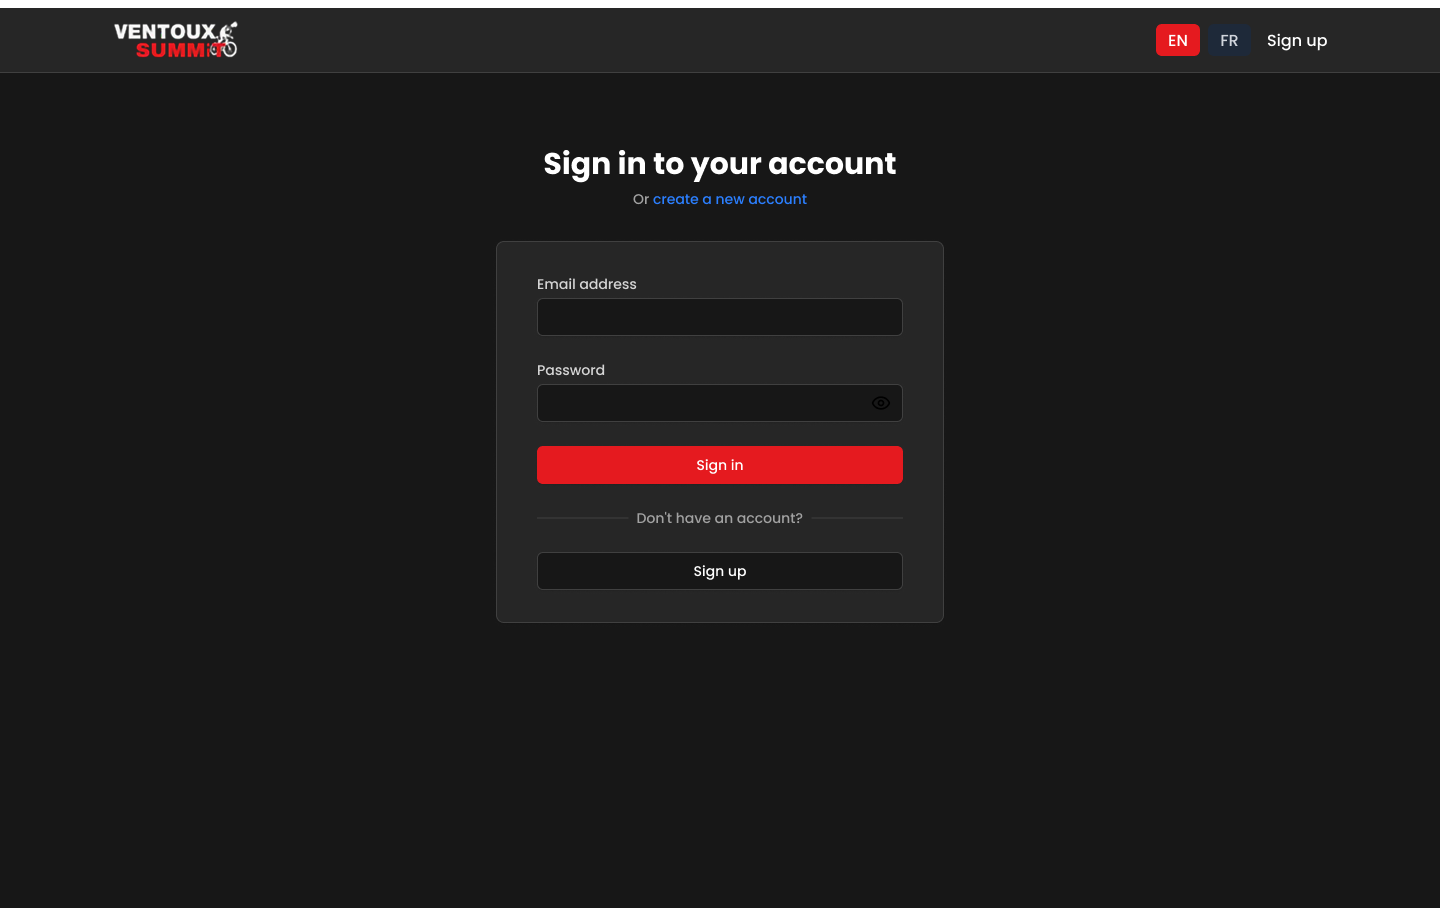 VENTOUX
SUMMIT
EN FR Sign up
Sign in to your account
Or create a new account
Email address
Password
Sign in
Don't have an account?
Sign up